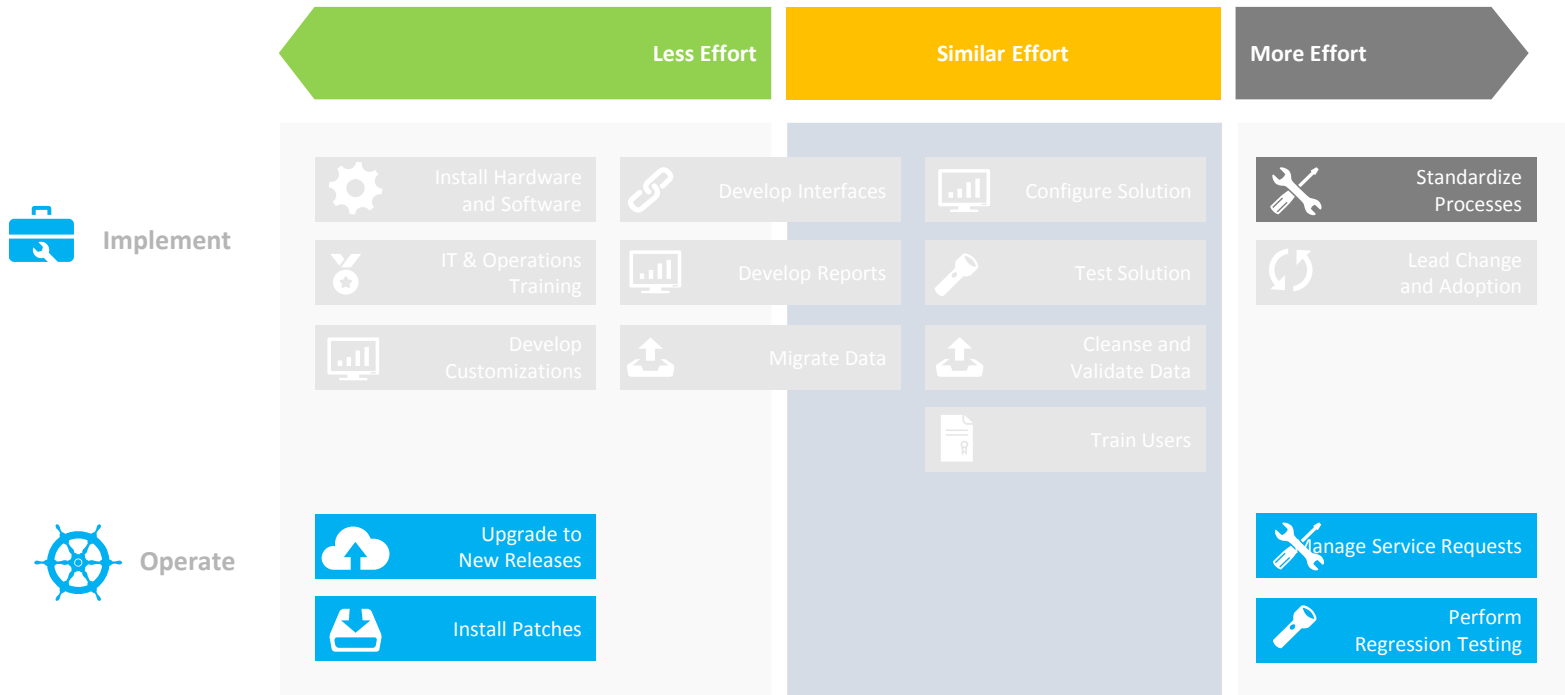 Less Effort
Similar Effort
More Effort
Implement
Install Hardware
and Software
Develop Interfaces
Configure Solution
Standardize
Processes
IT & Operations
Training
Develop Reports
Test Solution
Lead Change
and Adoption
Develop
Customizations
Migrate Data
Cleanse and
Validate Data
Train Users
Operate
Upgrade to
New Releases
Manage Service Requests
Install Patches
Perform
Regression Testing